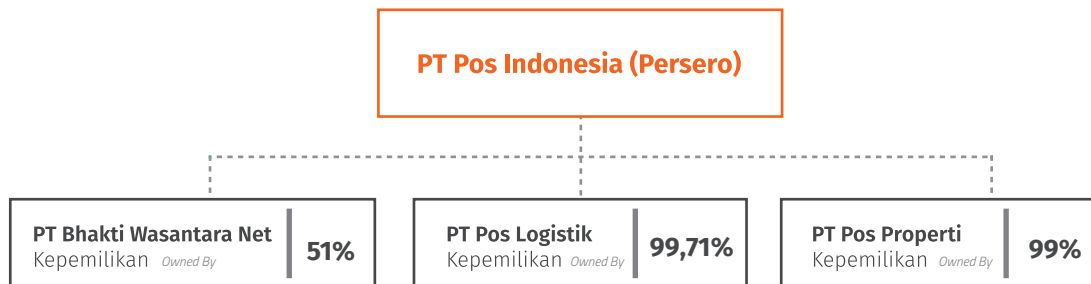 PT Pos Indonesia (Persero)
PT Bhakti Wasantara Net
Kepemilikan Owned By
51%
PT Pos Logistik
Kepemilikan Owned By
99,71%
PT Pos Properti
Kepemilikan Owned By
99%